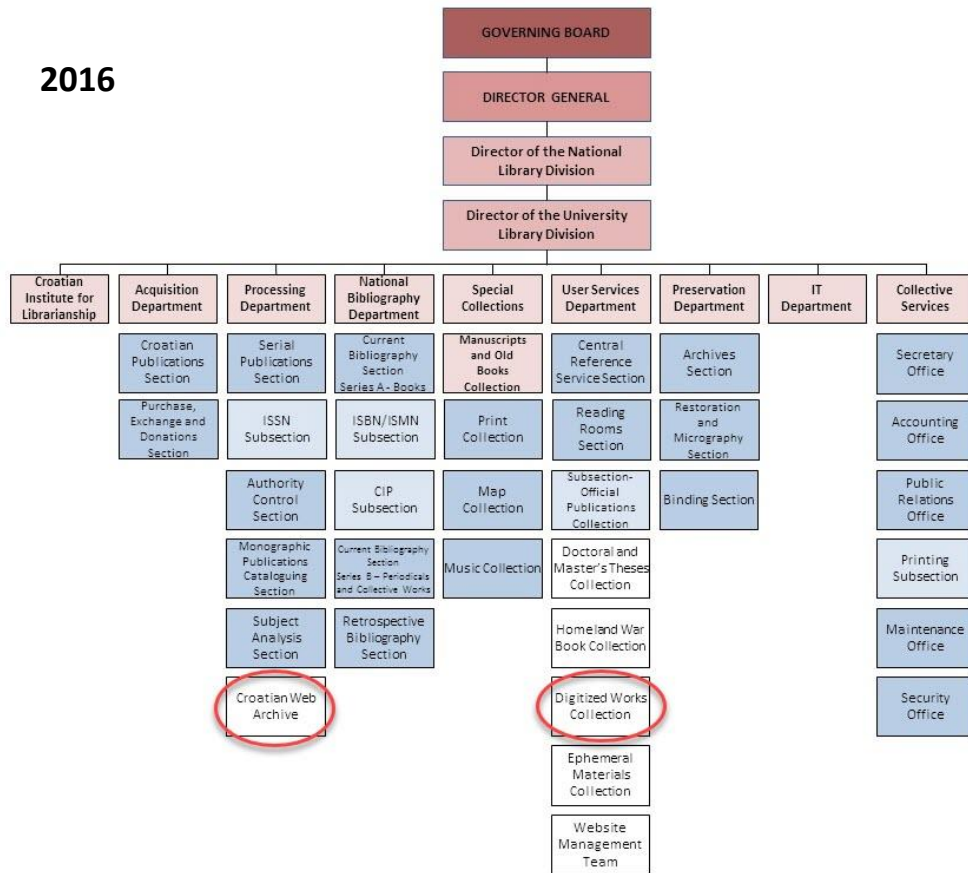 2016
GOVERNING BOARD
DIRECTOR GENERAL
Director of the National
Library Division
Director of the University
Library Division
Croatian
Institute for
Librarianship
Acquisition
Department
Croatian
Publications
Section
Purchase,
Exchange and
Donations
Section
Processing
Department
Serial
Publications
Section
ISSN
Subsection
Authority
Control
Section
Monographic
Publications
Cataloguing
Section
Subject
Analysis
Section
Croatian Web
Archive
National
Bibliography
Department
Current
Bibliography
Section
Series A - Books
ISBN/ISMN
Subsection
CIP
Subsection
Current Bibliography
Section
Series B – Periodicals
and Collective Works
Retrospective
Bibliography
Section
Special
Collections
Manuscripts
and Old
Books
Collection
Print
Collection
Map
Collection
Music Collection
User Services
Department
Central
Reference
Service Section
Reading
Rooms
Section
Subsection-
Official
Publications
Collection
Doctoral and
Master's Theses
Collection
Homeland War
Book Collection
Digitized Works
Collection
Ephemeral
Materials
Collection
Website
Management
Team
Preservation
Department
Archives
Section
Restoration
and
Micrography
Section
Binding Section
IT
Department
Collective
Services
Secretary
Office
Accounting
Office
Public
Relations
Office
Printing
Subsection
Maintenance
Office
Security
Office